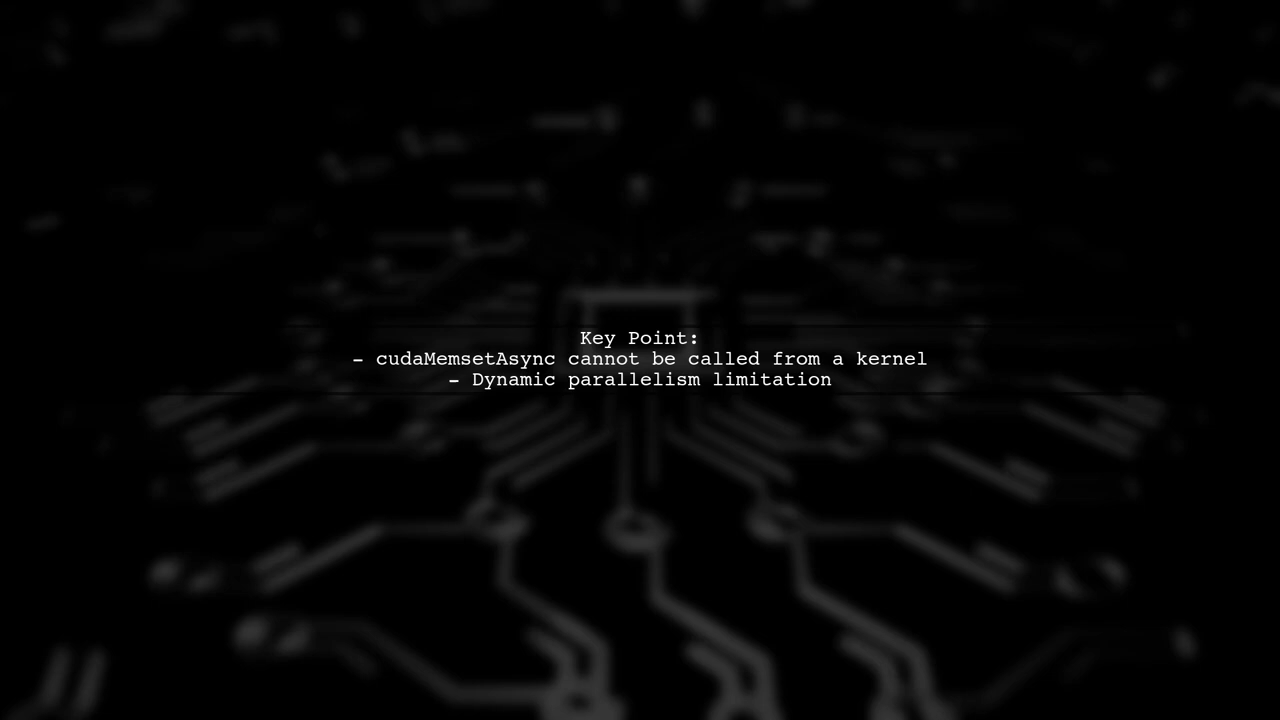 Key Point:
- cudaMemsetAsync cannot be called from a kernel
- Dynamic parallelism limitation